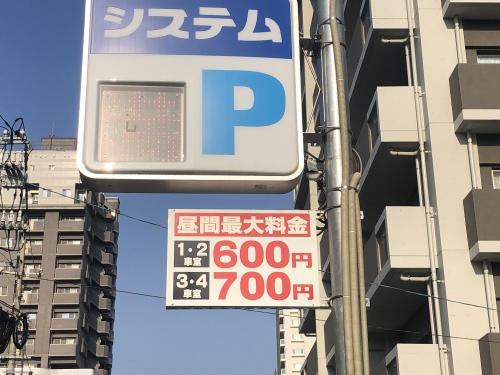 システム
P
昼間最大料金
1・2車室 600円
3・4車室 700円